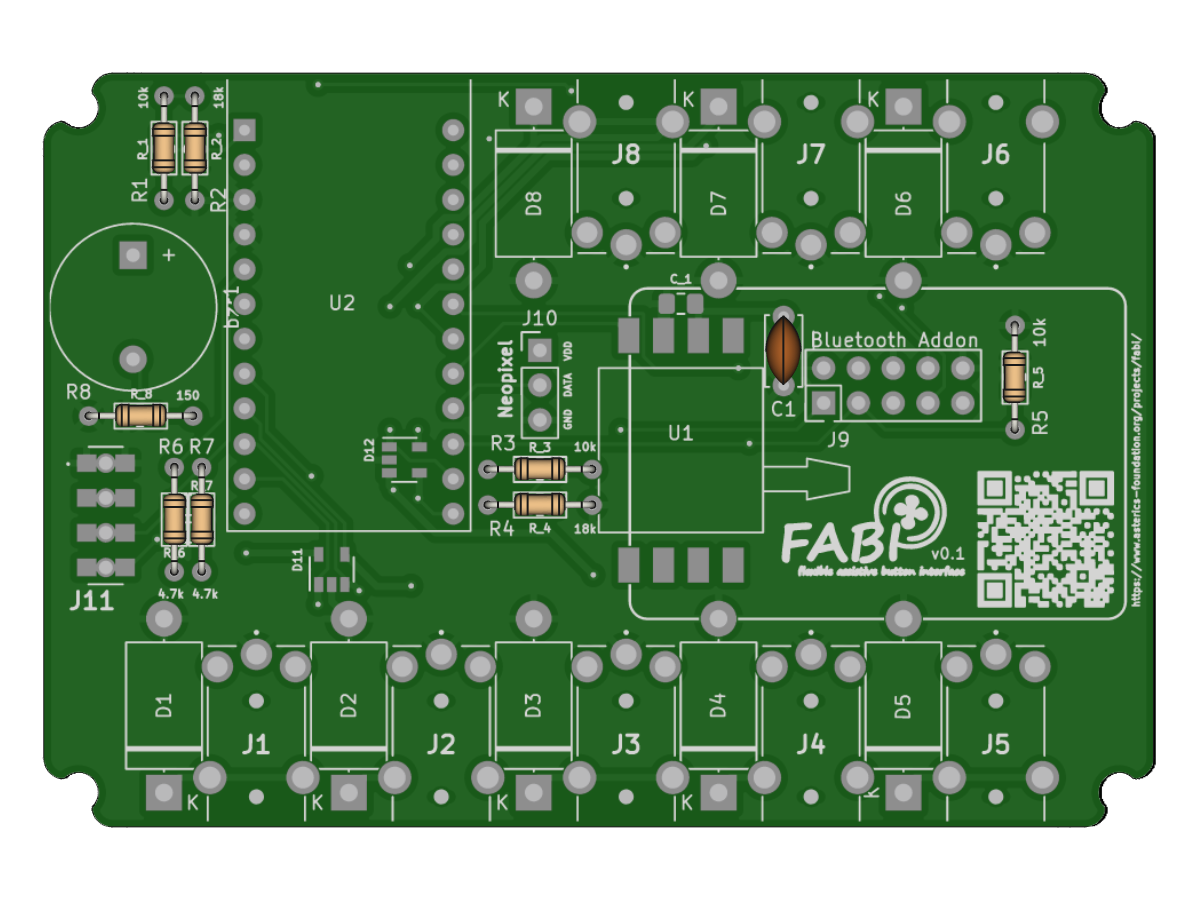 10k
18k
R_1
R_2
R1
R2
K
K
K
J8
J7
J6
D8
D7
D6
+
U2
C_1
J10
Neopixel
VDD
DATA
GND
Bluetooth Addon
10k
R_5
R5
C1
J9
R8
R_8
150
R6
R7
R_7
R_6
4.7k
4.7k
D12
R3
R_3
10k
R4
R_4
18k
U1
D11
J11
FABI
v0.1
flexible assistive button interface
https://www.asterics-foundation.org/projects/fabi/
D1
D2
D3
D4
D5
J1
J2
J3
J4
J5
K
K
K
K
K